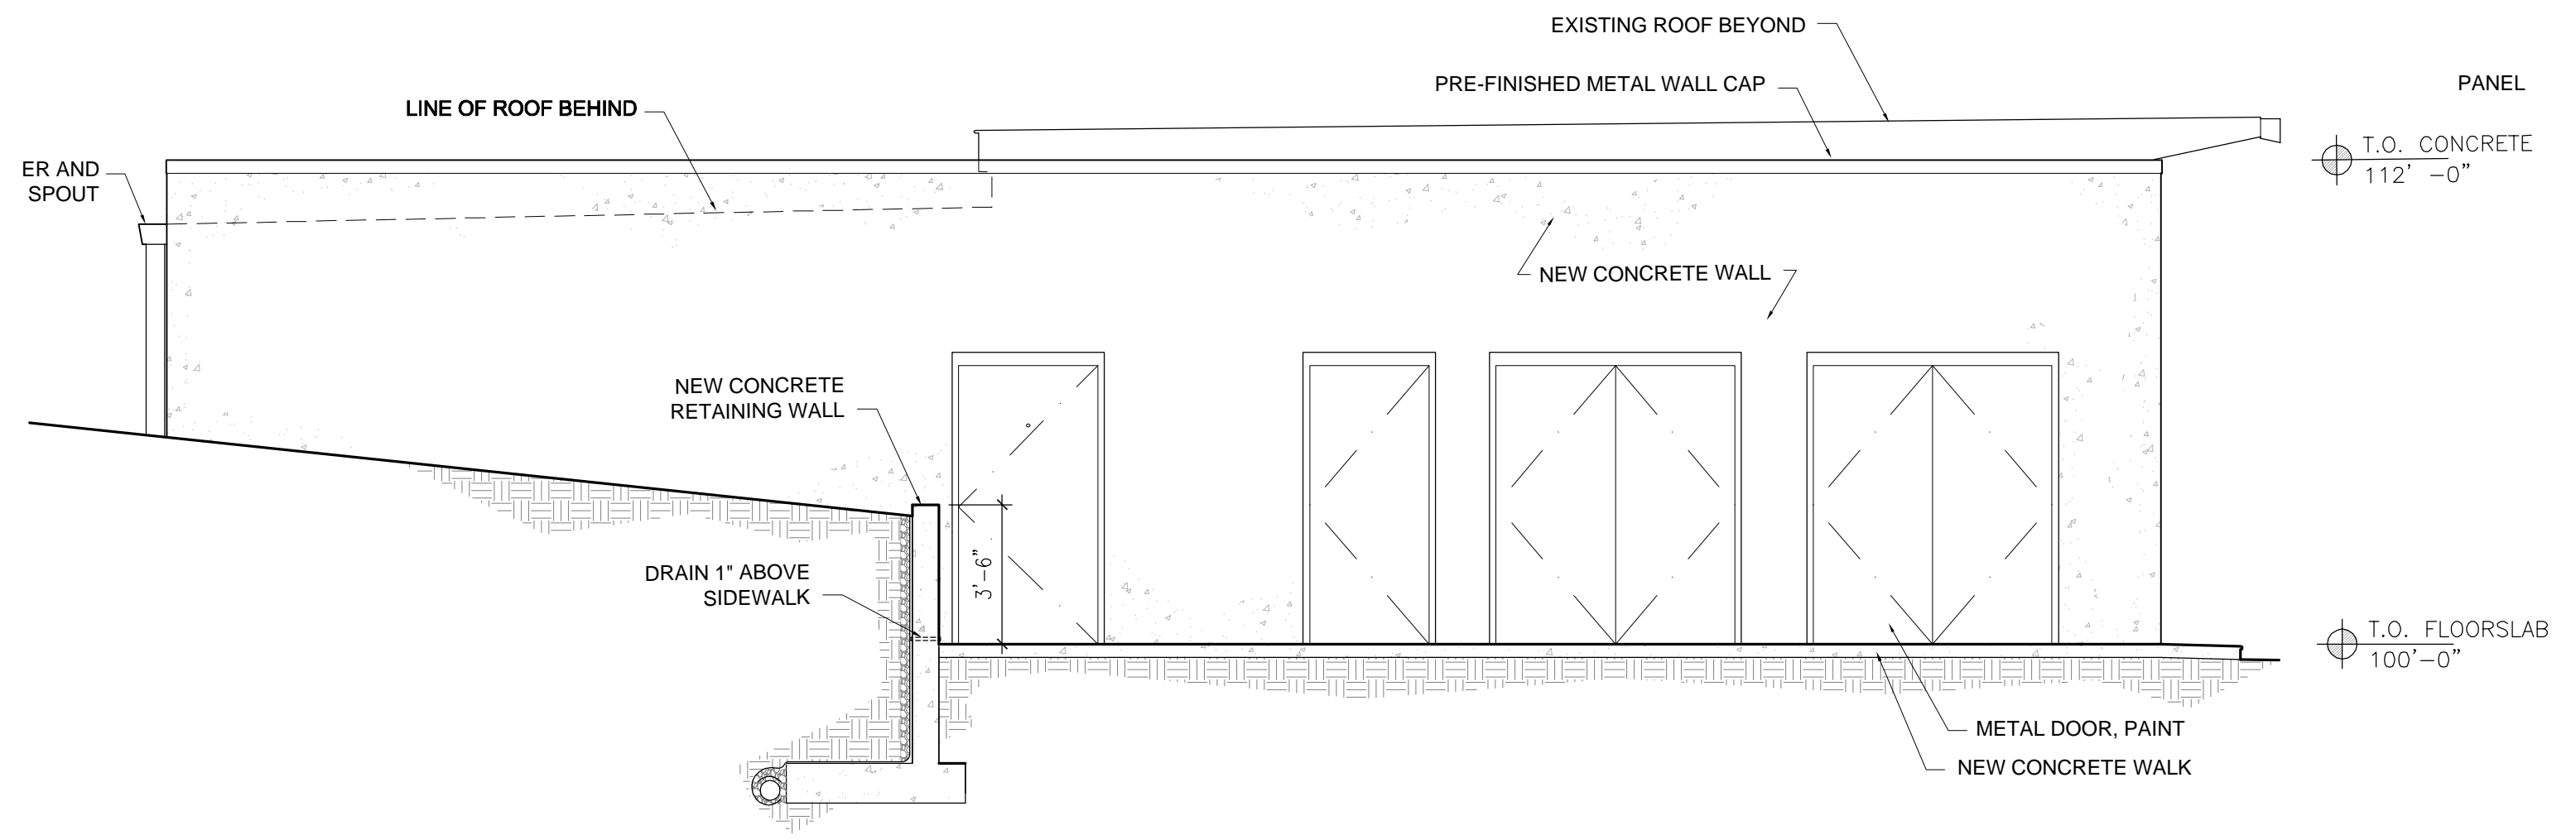 EXISTING ROOF BEYOND
PRE-FINISHED METAL WALL CAP
PANEL
LINE OF ROOF BEHIND
T.O. CONCRETE
112' -0"
ER AND
SPOUT
NEW CONCRETE WALL
NEW CONCRETE
RETAINING WALL
3'-6"
DRAIN 1" ABOVE
SIDEWALK
T.O. FLOORSLAB
100'-0"
METAL DOOR, PAINT
NEW CONCRETE WALK